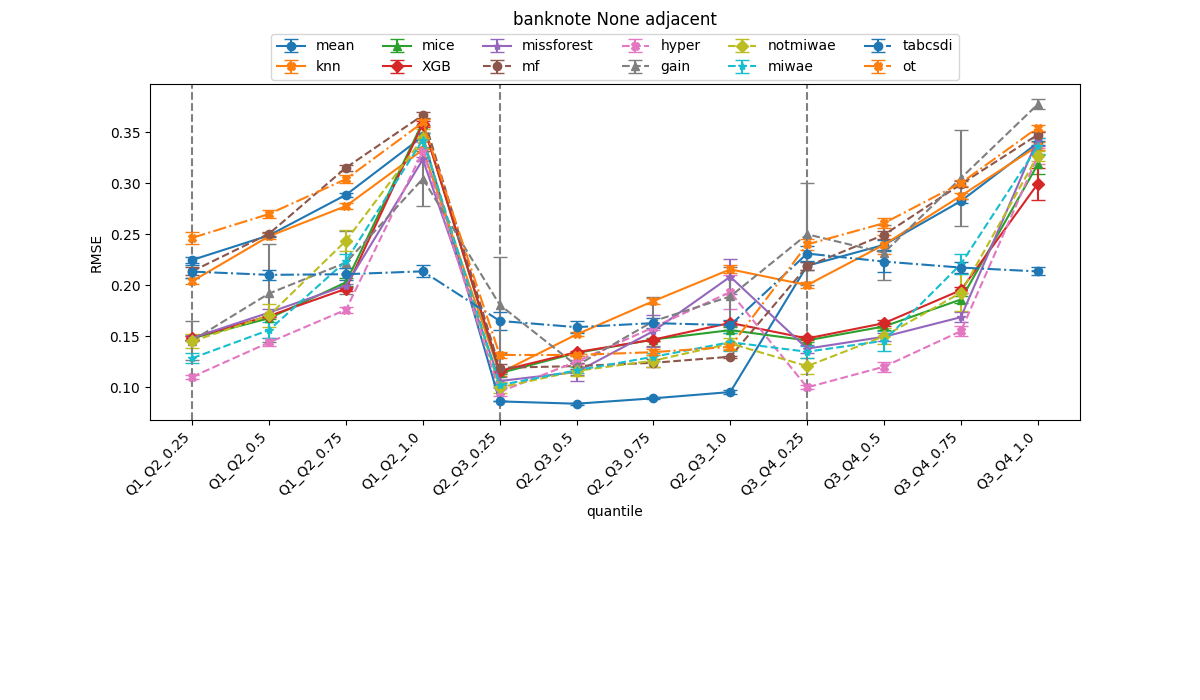 banknote None adjacent
mean mice missforest hyper notmiwae tabcsdi
knn XGB mf gain miwae ot
RMSE
0.35
0.30
0.25
0.20
0.15
0.10
Q1_Q2_0.25
Q1_Q2_0.5
Q1_Q2_0.75
Q1_Q2_1.0
Q2_Q3_0.25
Q2_Q3_0.5
Q2_Q3_0.75
Q2_Q3_1.0
Q3_Q4_0.25
Q3_Q4_0.5
Q3_Q4_0.75
Q3_Q4_1.0
quantile